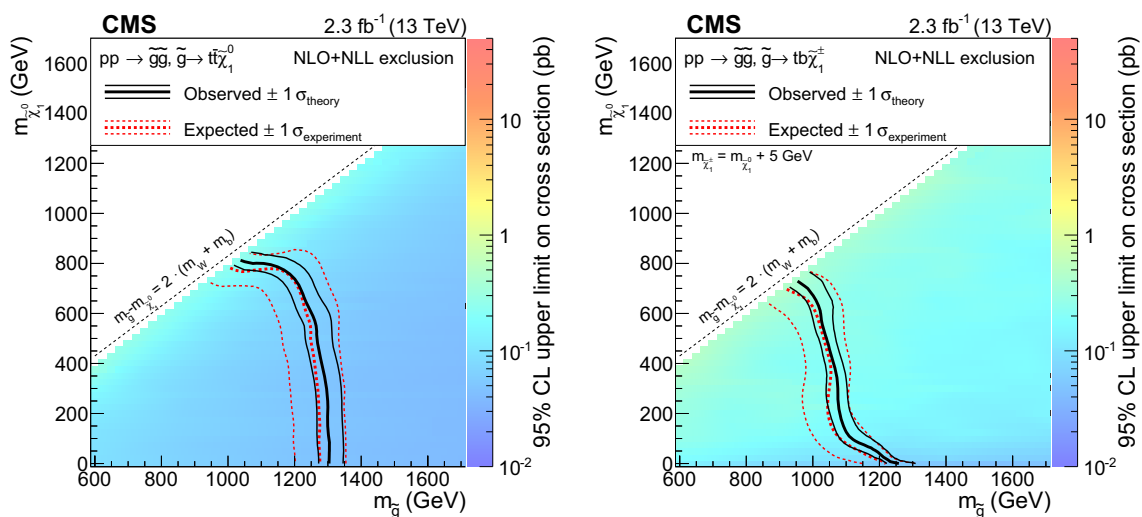 CMS 2.3 fb⁻¹ (13 TeV)
pp → g̃g̃, g̃→ tt̄χ̃₁⁰ NLO+NLL exclusion
Observed ± 1 σ_theory
Expected ± 1 σ_experiment
m_g̃-m_χ̃₁⁰ = 2 · (m_W + m_b)
m_χ̃₁⁰ (GeV)
1600
1400
1200
1000
800
600
400
200
0
600 800 1000 1200 1400 1600
m_g̃ (GeV)
10
1
10⁻¹
10⁻²
95% CL upper limit on cross section (pb)
CMS 2.3 fb⁻¹ (13 TeV)
pp → g̃g̃, g̃→ tbχ̃₁^± NLO+NLL exclusion
Observed ± 1 σ_theory
Expected ± 1 σ_experiment
m_χ̃₁^± = m_χ̃₁⁰ + 5 GeV
m_g̃-m_χ̃₁⁰ = 2 · (m_W + m_b)
m_χ̃₁⁰ (GeV)
1600
1400
1200
1000
800
600
400
200
0
600 800 1000 1200 1400 1600
m_g̃ (GeV)
10
1
10⁻¹
10⁻²
95% CL upper limit on cross section (pb)